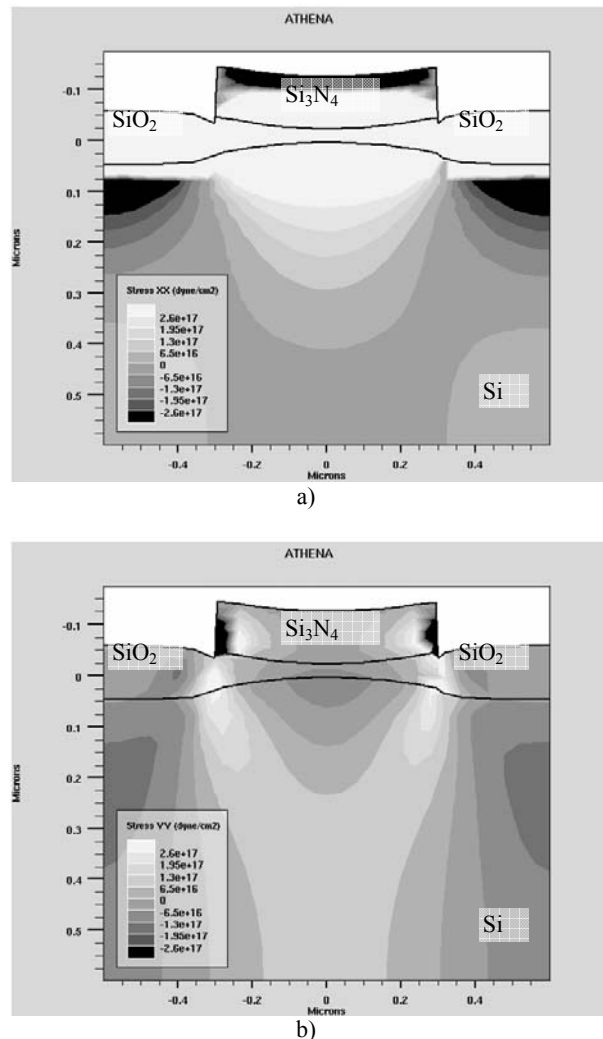 ATHENA
Si3N4
SiO2
SiO2
Si
Microns
-0.1
0
0.1
0.2
0.3
0.4
0.5
Stress XX (dyne/cm2)
2.6e+17
1.95e+17
1.3e+17
6.5e+16
0
-6.5e+16
-1.3e+17
-1.95e+17
-2.6e+17
-0.4
-0.2
0
0.2
0.4
Microns
a)
ATHENA
Si3N4
SiO2
SiO2
Si
Microns
-0.1
0
0.1
0.2
0.3
0.4
0.5
Stress YY (dyne/cm2)
2.6e+17
1.95e+17
1.3e+17
6.5e+16
0
-6.5e+16
-1.3e+17
-1.95e+17
-2.6e+17
-0.4
-0.2
0
0.2
0.4
Microns
b)